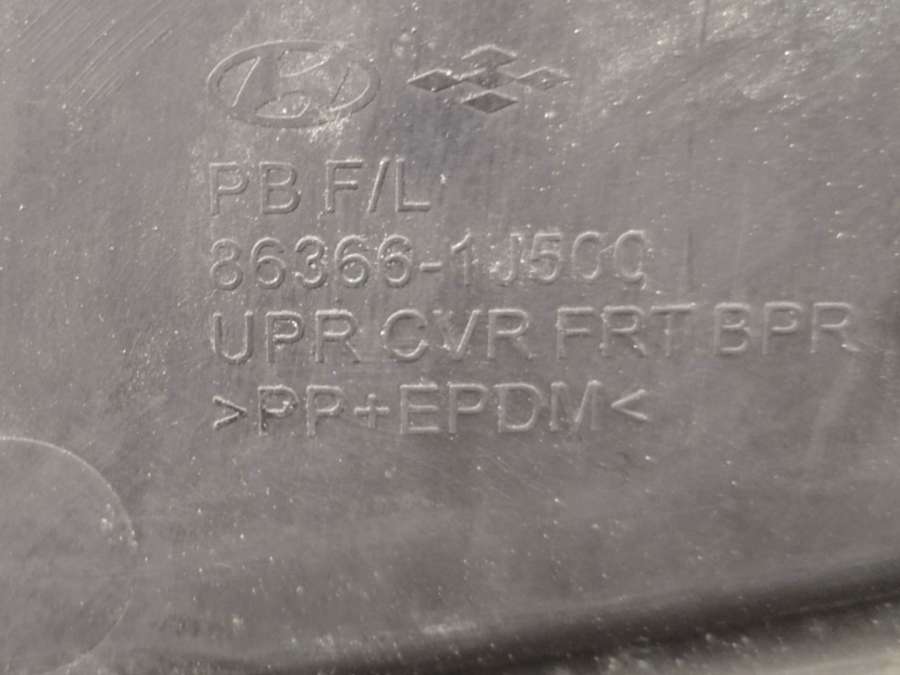 PB F/L
86366-1J500
UPR CVR FRT BPR
>PP+EPDM<